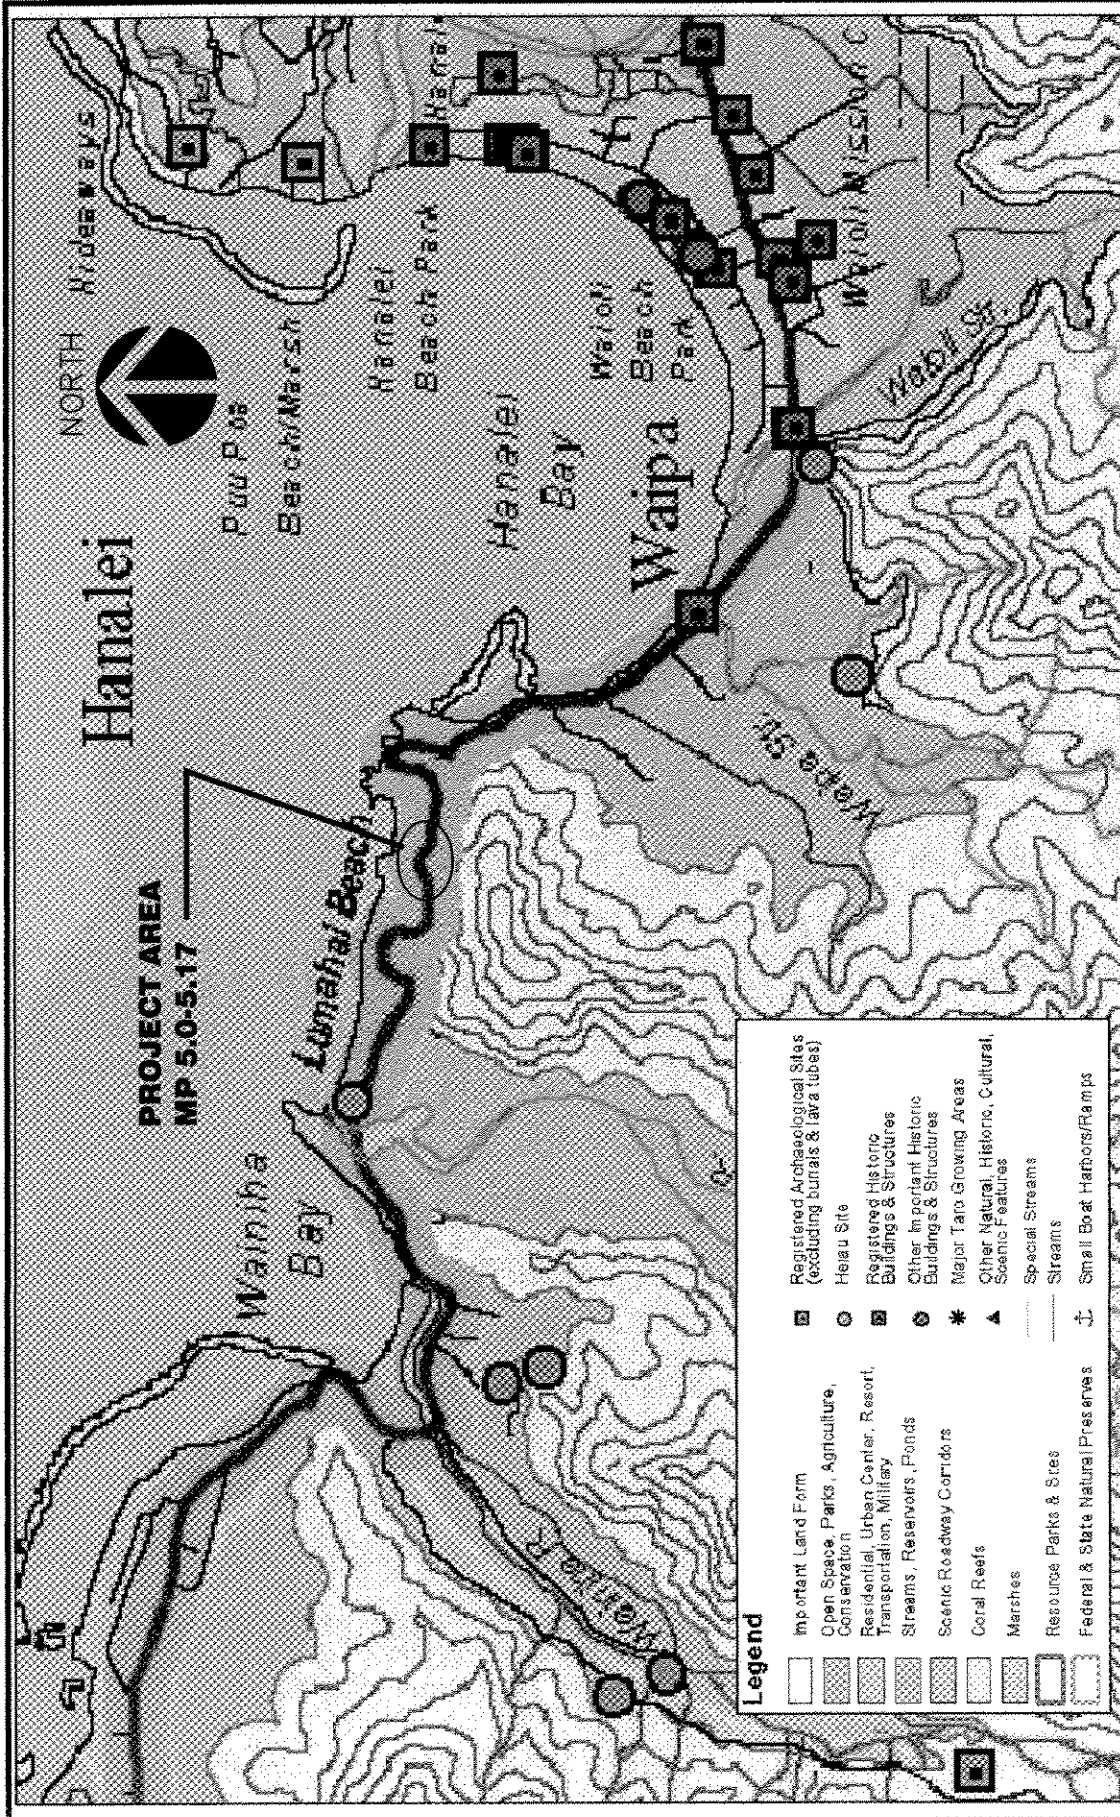 NORTH
Hideaways
Hanalei
Puu Poa
Beach/Marsh
Hanalei
Beach Park
Hanalei
Hanalei
Bay
Waioli
Beach
Park
Waipa
Waioli Mission C
Waioli St.
Waipa St.
PROJECT AREA
MP 5.0-5.17
Lumahai Beach
Wainiha
Bay
Wainiha R.
Legend
Important Land Form
Open Space, Parks, Agriculture,
Conservation
Residential, Urban Center, Resort,
Transportation, Military
Streams, Reservoirs, Ponds
Scenic Roadway Corridors
Coral Reefs
Marshes
Resource Parks & Sites
Federal & State Natural Preserves
Registered Archaeological Sites
(excluding burials & lava tubes)
Heiau Site
Registered Historic
Buildings & Structures
Other Important Historic
Buildings & Structures
Major Taro Growing Areas
Other Natural, Historic, Cultural,
Scenic Features
Special Streams
Streams
Small Boat Harbors/Ramps